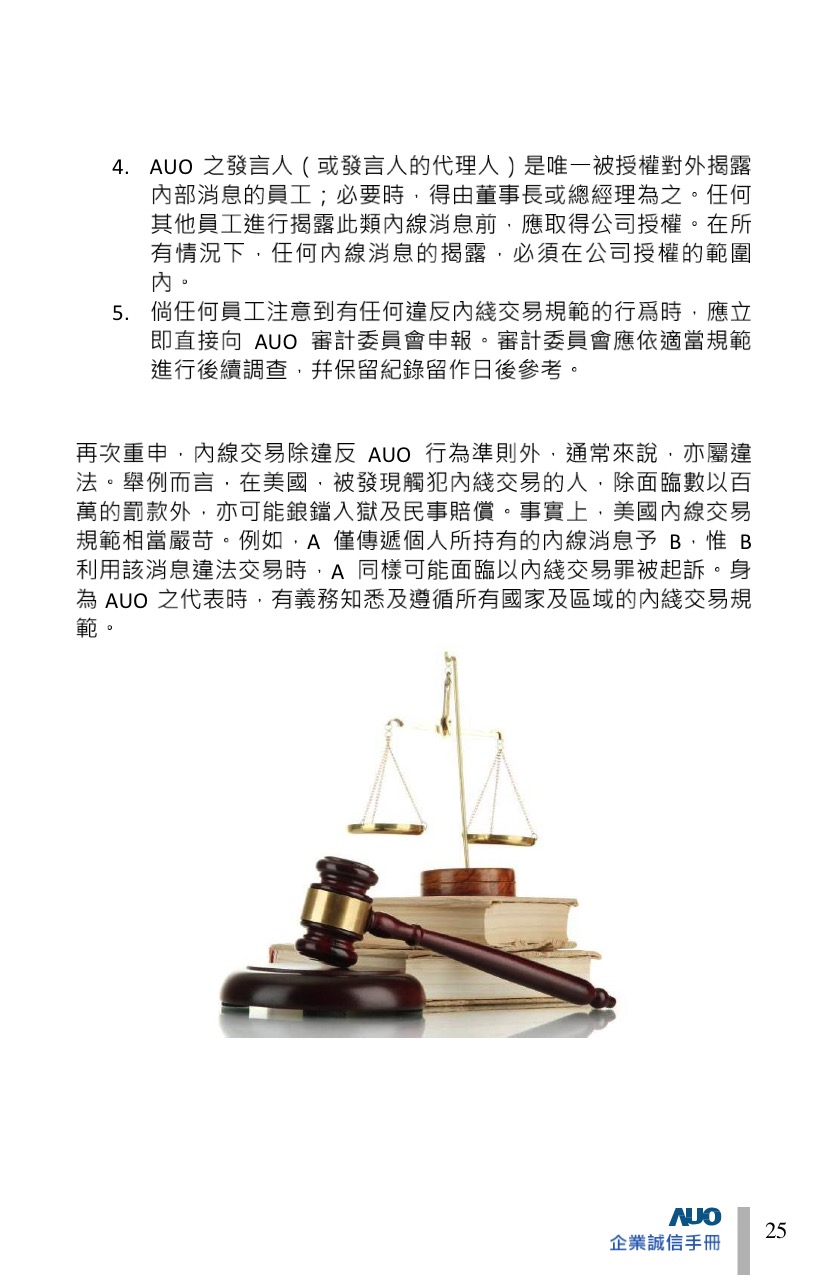 4. AUO 之發言人（或發言人的代理人）是唯一被授權對外揭露
內部消息的員工；必要時，得由董事長或總經理為之。任何
其他員工進行揭露此類內線消息前，應取得公司授權。在所
有情況下，任何內線消息的揭露，必須在公司授權的範圍
內。
5. 倘任何員工注意到有任何違反內綫交易規範的行爲時，應立
即直接向 AUO 審計委員會申報。審計委員會應依適當規範
進行後續調查，幷保留紀錄留作日後參考。
再次重申，內線交易除違反 AUO 行為準則外，通常來說，亦屬違
法。舉例而言，在美國，被發現觸犯內綫交易的人，除面臨數以百
萬的罰款外，亦可能鋃鐺入獄及民事賠償。事實上，美國內線交易
規範相當嚴苛。例如，A 僅傳遞個人所持有的內線消息予 B，惟 B
利用該消息違法交易時，A 同樣可能面臨以內綫交易罪被起訴。身
為 AUO 之代表時，有義務知悉及遵循所有國家及區域的內綫交易規
範。
AUO
企業誠信手冊
25